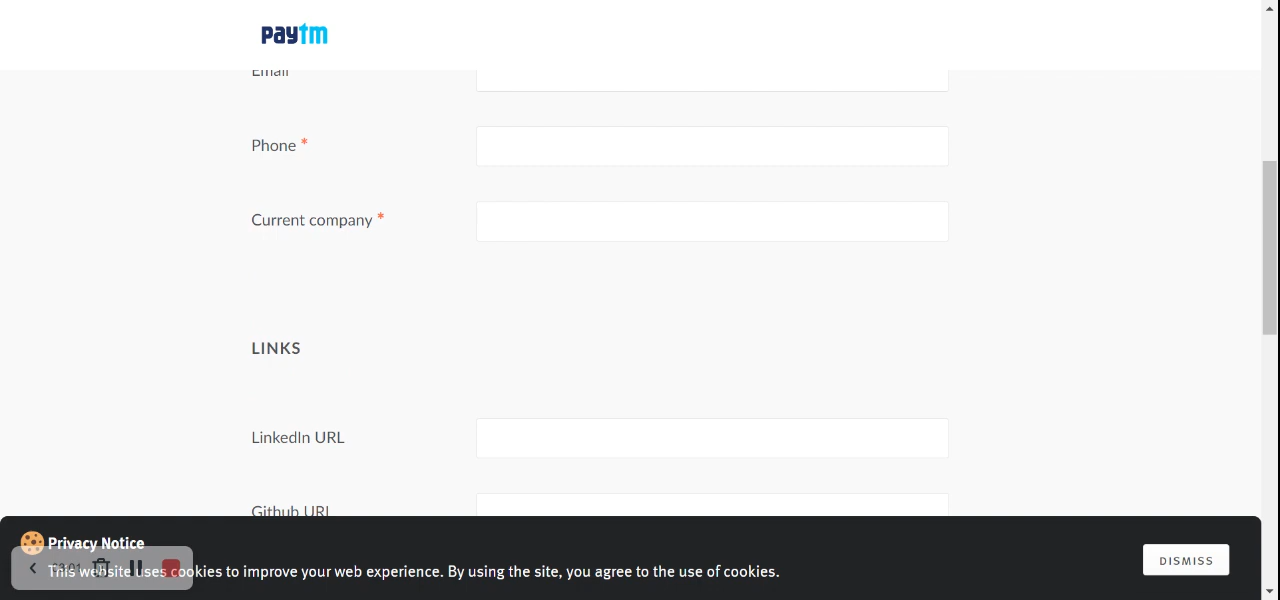 paytm
Email
Phone *
Current company *
LINKS
LinkedIn URL
Github URL
Privacy Notice
This website uses cookies to improve your web experience. By using the site, you agree to the use of cookies.
DISMISS